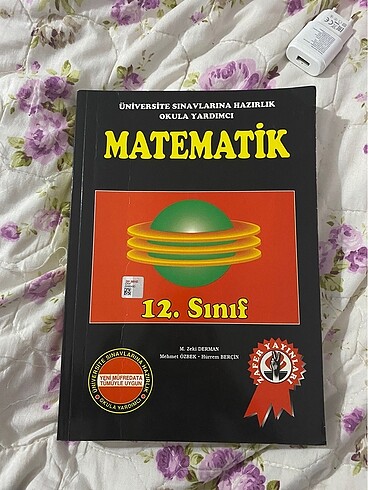 ÜNİVERSİTE SINAVLARINA HAZIRLIK
OKULA YARDIMCI
MATEMATİK
12. Sınıf
M. Zeki DERMAN
Mehmet ÖZBEK - Hürrem BERÇİN
ÜNİVERSİTE SINAVLARINA HAZIRLIK
YENİ MÜFREDATA
TÜMÜYLE UYGUN
OKULA YARDIMCI
ZAFER YAYINLARI